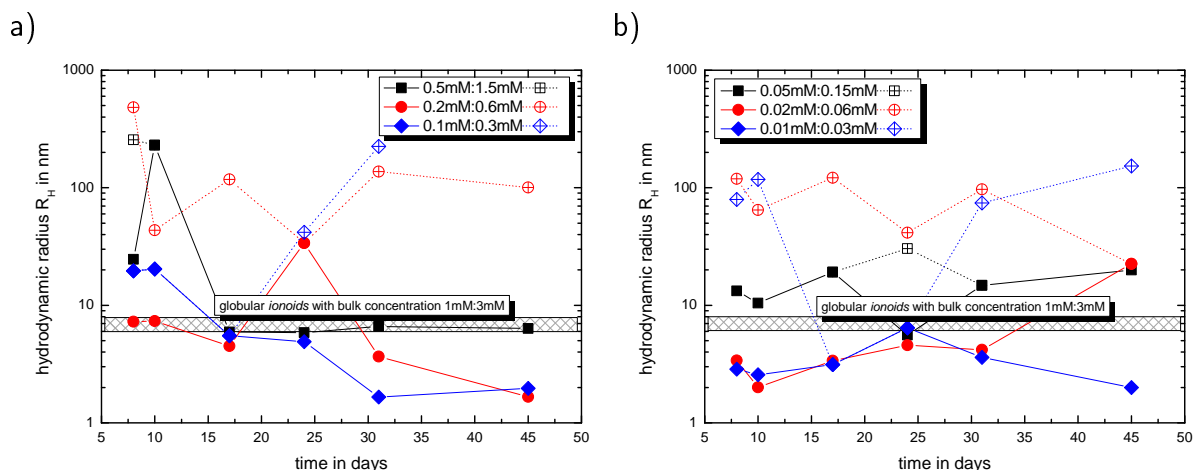 a)
1000
100
10
1
5 10 15 20 25 30 35 40 45 50
hydrodynamic radius R_H in nm
time in days
0.5mM:1.5mM
0.2mM:0.6mM
0.1mM:0.3mM
globular ionoids with bulk concentration 1mM:3mM
b)
1000
100
10
1
5 10 15 20 25 30 35 40 45 50
hydrodynamic radius R_H in nm
time in days
0.05mM:0.15mM
0.02mM:0.06mM
0.01mM:0.03mM
globular ionoids with bulk concentration 1mM:3mM